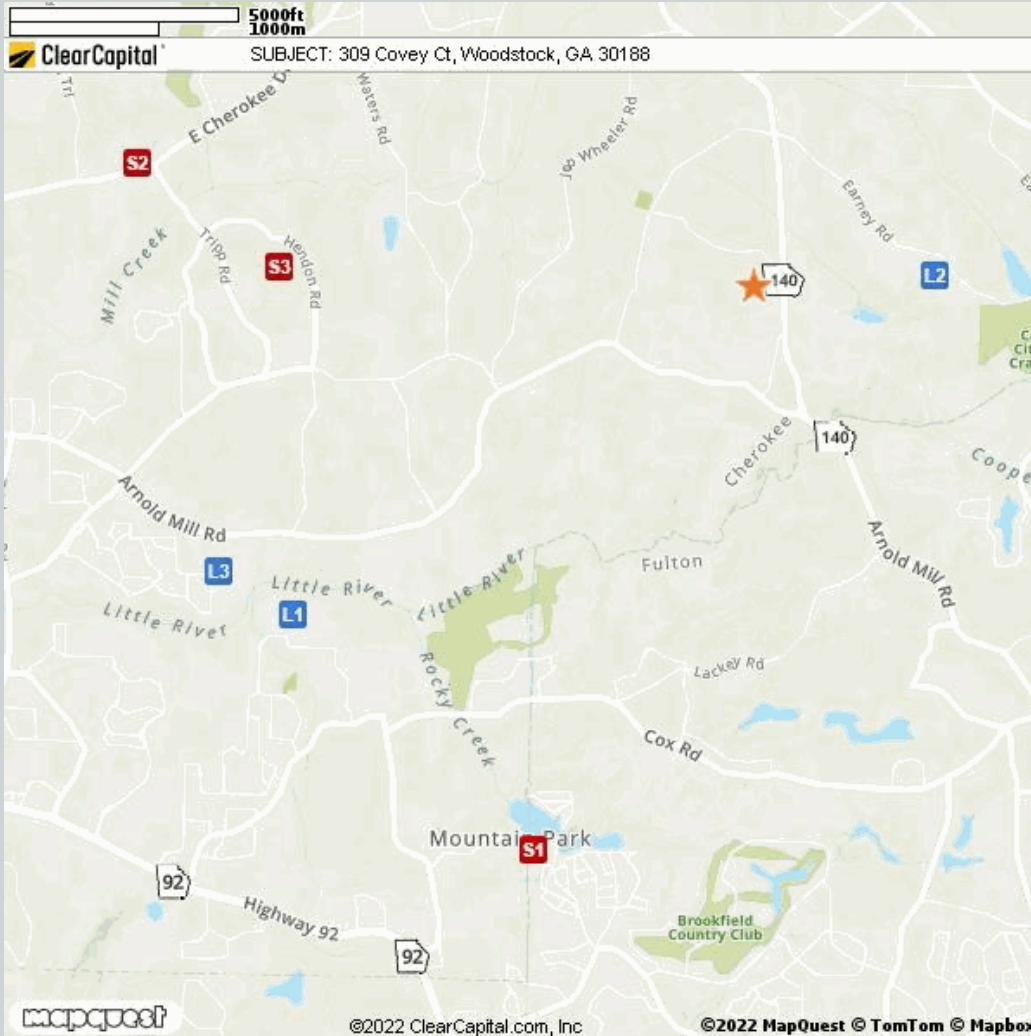 5000ft
1000m
ClearCapital
SUBJECT: 309 Covey Ct, Woodstock, GA 30188
Trl
E Cherokee D
Waters Rd
Job Wheeler Rd
S2
Earney Rd
Mill Creek
Tripp Rd
Hendon Rd
S3
140
L2
Cherokee
140
Coope
Arnold Mill Rd
Arnold Mill Rd
Fulton
L3
Little River
Little River
Little River
L1
Rocky Creek
Lackey Rd
Cox Rd
Mountain Park
S1
92
Highway 92
92
Brookfield
Country Club
mapquest
©2022 ClearCapital.com, Inc
©2022 MapQuest © TomTom © Mapbox